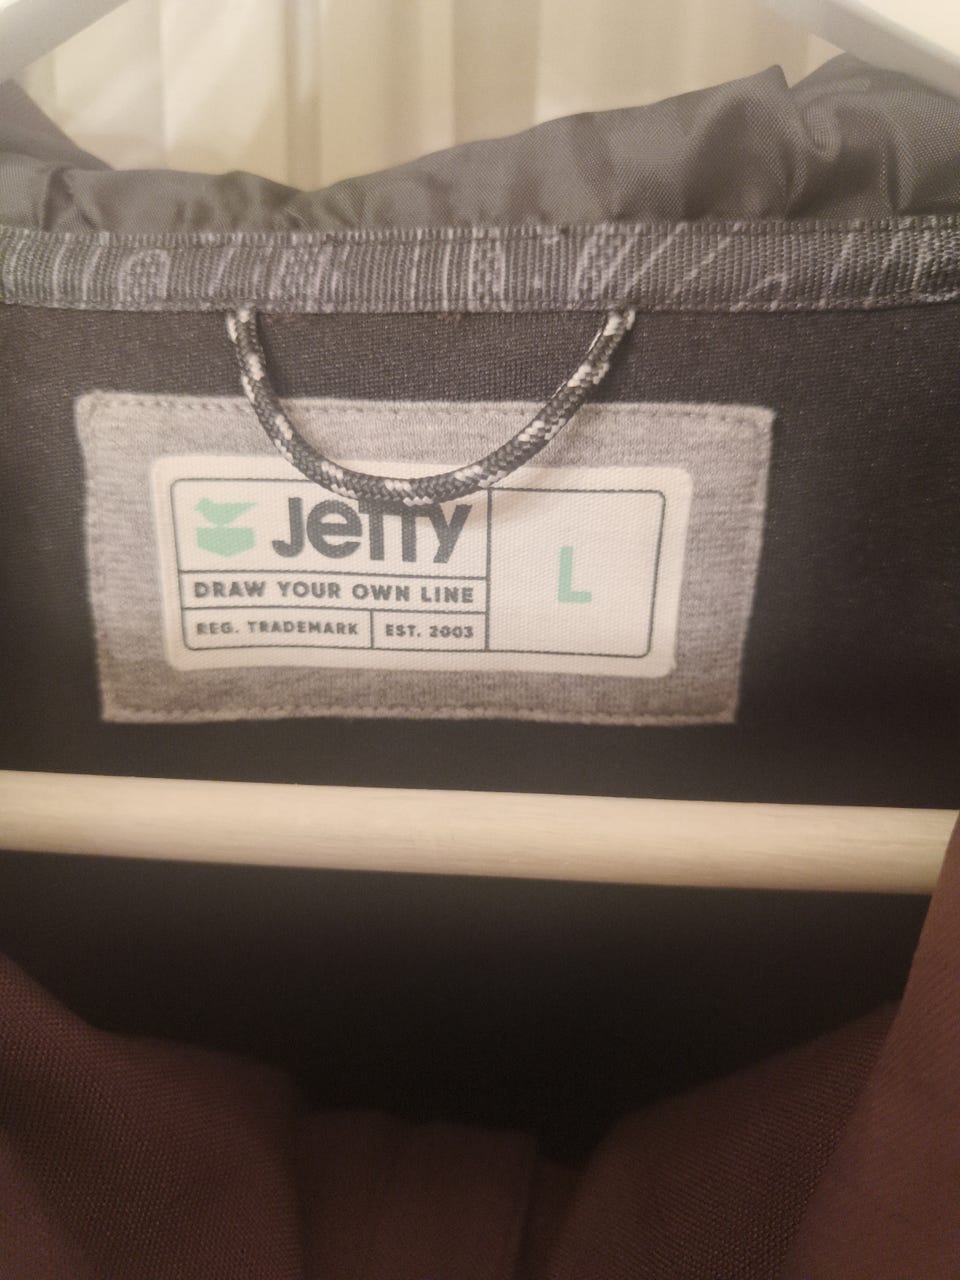 Jetty
L
DRAW YOUR OWN LINE
REG. TRADEMARK
EST. 2003